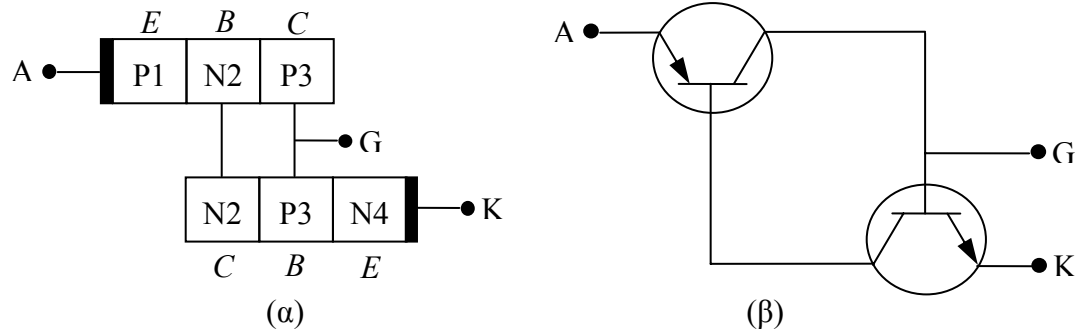 E B C
A P1 N2 P3
G
N2 P3 N4 K
C B E
(α)
A
G
K
(β)